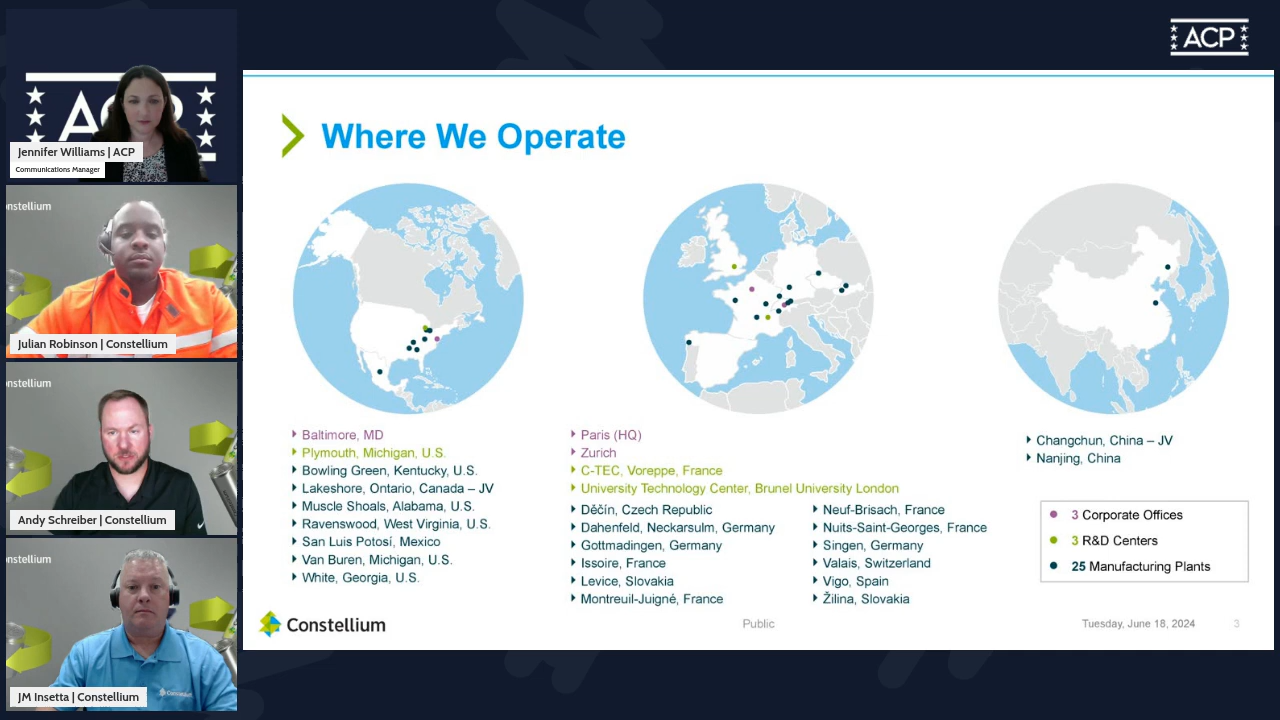 ACP
Jennifer Williams | ACP
Communications Manager
Julian Robinson | Constellium
Andy Schreiber | Constellium
JM Insetta | Constellium
Constellium
Where We Operate
Baltimore, MD
Plymouth, Michigan, U.S.
Bowling Green, Kentucky, U.S.
Lakeshore, Ontario, Canada – JV
Muscle Shoals, Alabama, U.S.
Ravenswood, West Virginia, U.S.
San Luis Potosí, Mexico
Van Buren, Michigan, U.S.
White, Georgia, U.S.
Paris (HQ)
Zurich
C-TEC, Voreppe, France
University Technology Center, Brunel University London
Děčín, Czech Republic
Dahenfeld, Neckarsulm, Germany
Gottmadingen, Germany
Issoire, France
Levice, Slovakia
Montreuil-Juigné, France
Neuf-Brisach, France
Nuits-Saint-Georges, France
Singen, Germany
Valais, Switzerland
Vigo, Spain
Žilina, Slovakia
Changchun, China – JV
Nanjing, China
3 Corporate Offices
3 R&D Centers
25 Manufacturing Plants
Constellium
Public
Tuesday, June 18, 2024
3